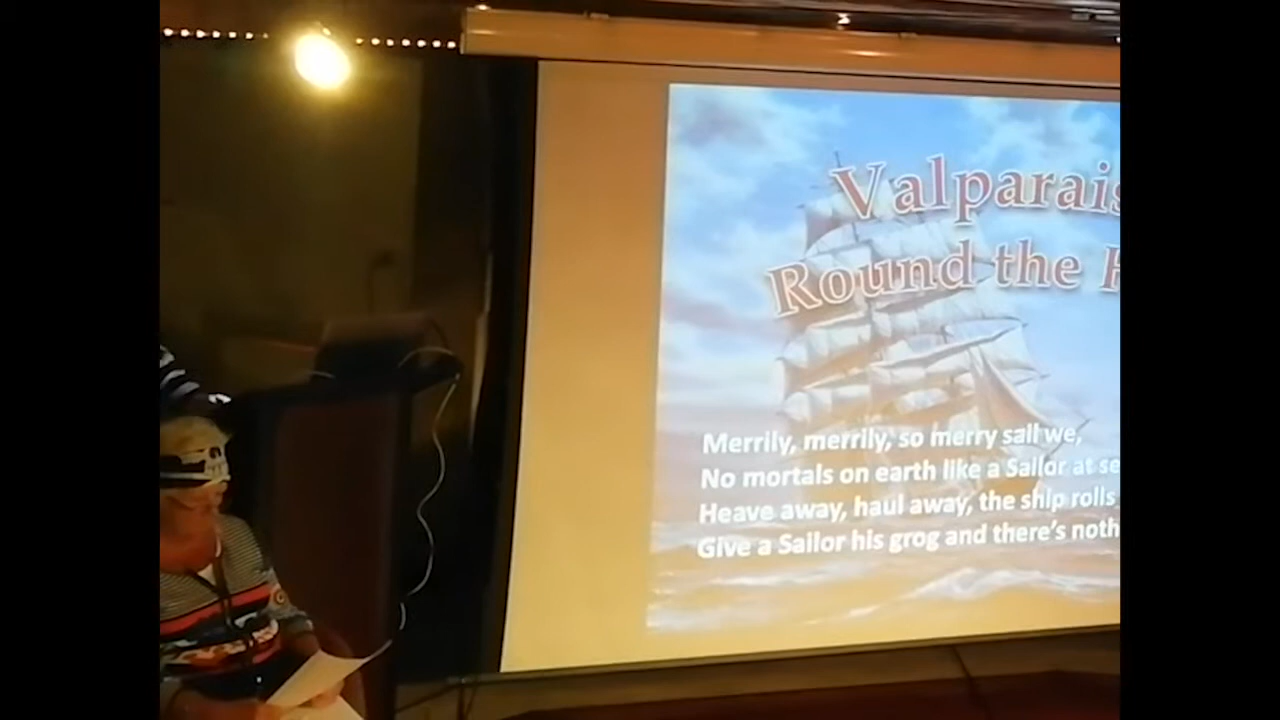 Valparais
Round the H
Merrily, merrily, so merry sail we,
No mortals on earth like a Sailor at se
Heave away, haul away, the ship rolls
Give a Sailor his grog and there's noth